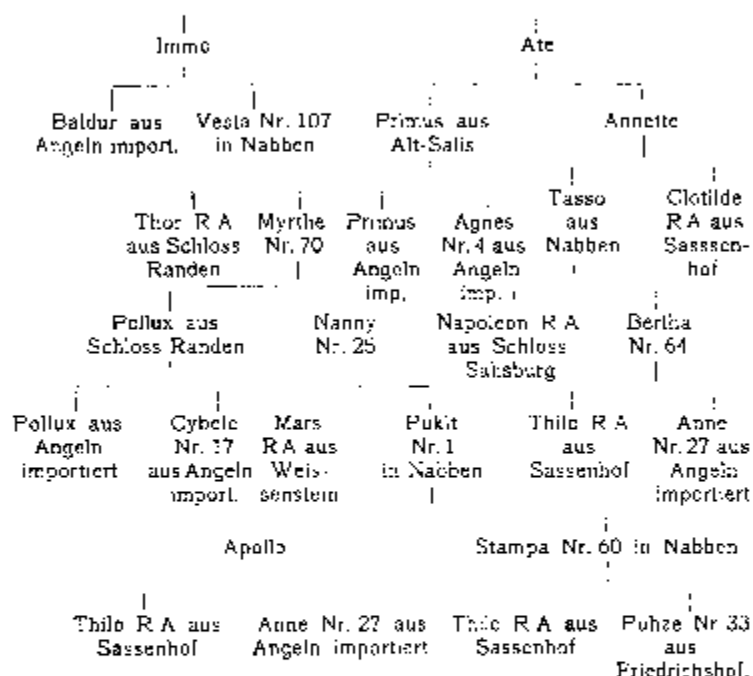 Immo Ate
Baldur aus Vesta Nr. 107 Primus aus Annette
Angeln import. in Nabben Alt-Salis
Tasso Clotilde
Thor R A Myrthe Primus Agnes aus R A aus
aus Schloss Nr. 70 aus Nr. 4 aus Nabben Sasssen-
Randen Angeln Angeln hof
imp. imp.
Pollux aus Nanny Napoleon R A Bertha
Schloss Randen Nr. 25 aus Schloss Nr. 64
Salisburg
Pollux aus Cybele Mars Pukit Thilo R A Anne
Angeln Nr. 37 R A aus Nr. 1 aus Nr. 27 aus
importiert aus Angeln Weis- in Nabben Sassenhof Angeln
import. senstein importiert
Apollo Stampa Nr. 60 in Nabben
Thilo R A aus Anne Nr. 27 aus Thilo R A aus Puhze Nr 33
Sassenhof Angeln importiert Sassenhof aus
Friedrichshof.